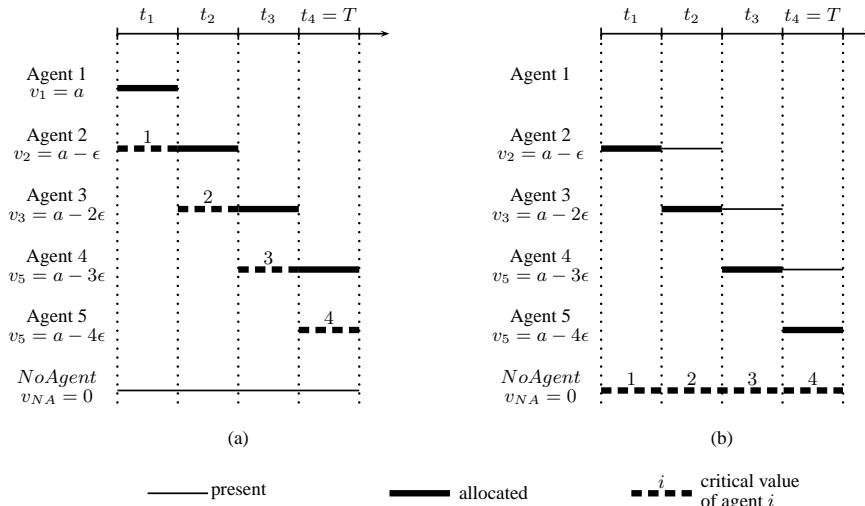 t1 t2 t3 t4 = T
t1 t2 t3 t4 = T
Agent 1
v1 = a
Agent 2
v2 = a − ϵ
Agent 3
v3 = a − 2ϵ
Agent 4
v5 = a − 3ϵ
Agent 5
v5 = a − 4ϵ
NoAgent
vNA = 0
1
2
3
4
(a)
Agent 1
Agent 2
v2 = a − ϵ
Agent 3
v3 = a − 2ϵ
Agent 4
v5 = a − 3ϵ
Agent 5
v5 = a − 4ϵ
NoAgent
vNA = 0
1 2 3 4
(b)
present
allocated
i
critical value
of agent i